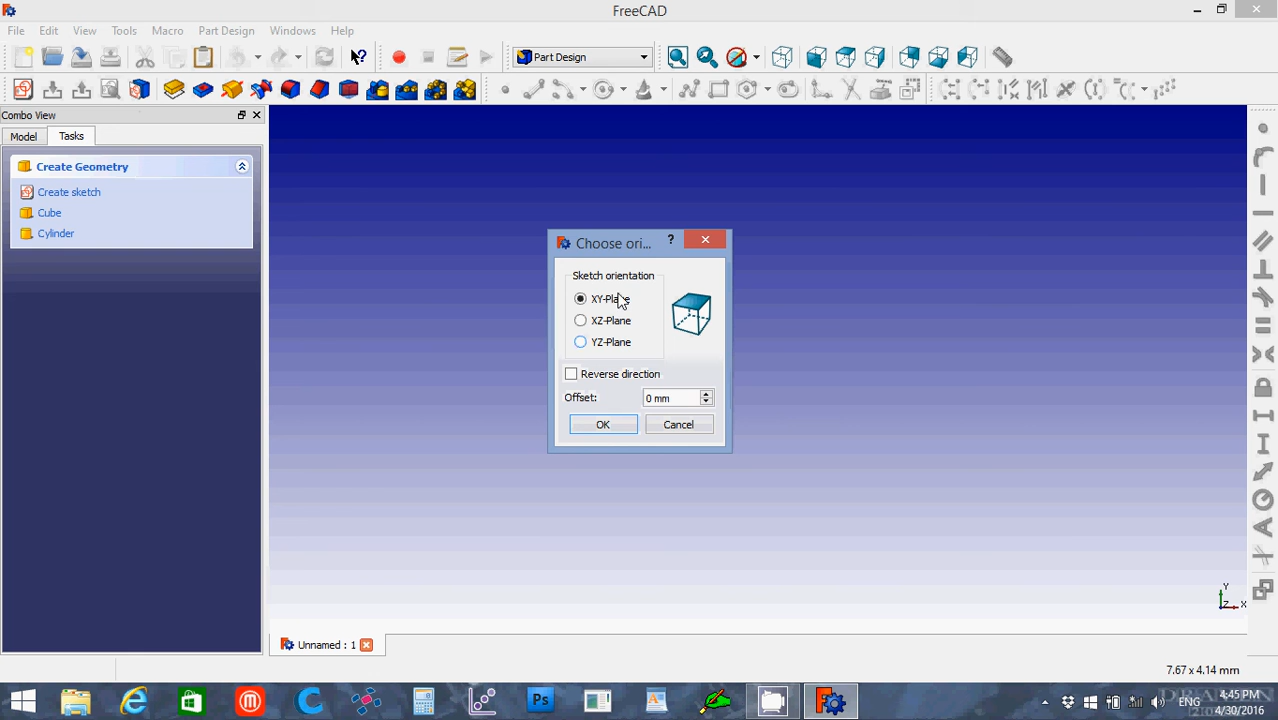 FreeCAD
File Edit View Tools Macro Part Design Windows Help
Part Design
Combo View
Model Tasks
Create Geometry
Create sketch
Cube
Cylinder
Choose ori...
?
Sketch orientation
XY-Plane
XZ-Plane
YZ-Plane
Reverse direction
Offset: 0 mm
OK Cancel
Y
Z X
Unnamed : 1
7.67 x 4.14 mm
Ps
ENG
4:45 PM
4/30/2016